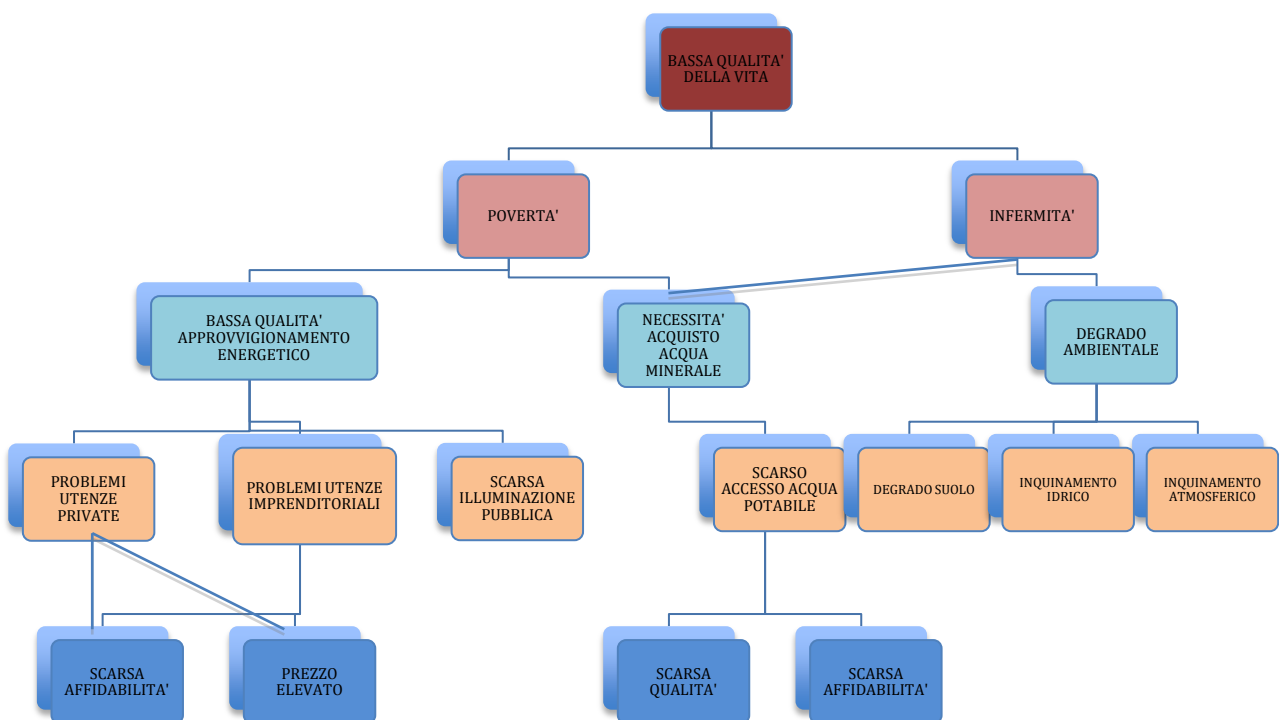 BASSA QUALITA'
DELLA VITA
POVERTA'
INFERMITA'
BASSA QUALITA'
APPROVVIGIONAMENTO
ENERGETICO
NECESSITA'
ACQUISTO
ACQUA
MINERALE
DEGRADO
AMBIENTALE
PROBLEMI
UTENZE
PRIVATE
PROBLEMI UTENZE
IMPRENDITORIALI
SCARSA
ILLUMINAZIONE
PUBBLICA
SCARSO
ACCESSO ACQUA
POTABILE
DEGRADO SUOLO
INQUINAMENTO
IDRICO
INQUINAMENTO
ATMOSFERICO
SCARSA
AFFIDABILITA'
PREZZO
ELEVATO
SCARSA
QUALITA'
SCARSA
AFFIDABILITA'